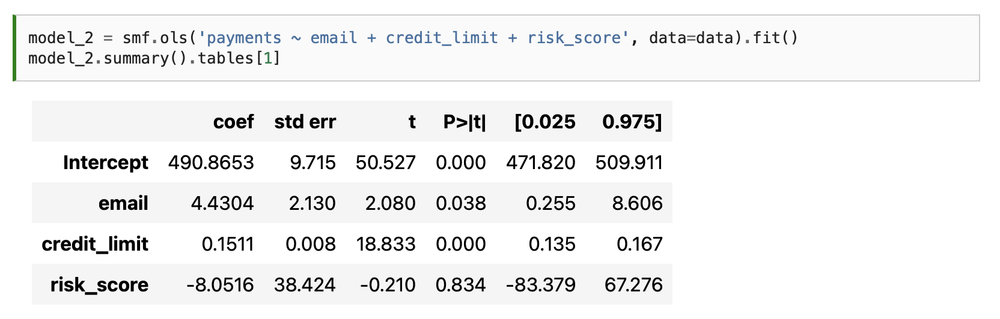 model_2 = smf.ols('payments ~ email + credit_limit + risk_score', data=data).fit()
model_2.summary().tables[1]
coef std err t P>|t| [0.025 0.975]
Intercept 490.8653 9.715 50.527 0.000 471.820 509.911
email 4.4304 2.130 2.080 0.038 0.255 8.606
credit_limit 0.1511 0.008 18.833 0.000 0.135 0.167
risk_score -8.0516 38.424 -0.210 0.834 -83.379 67.276